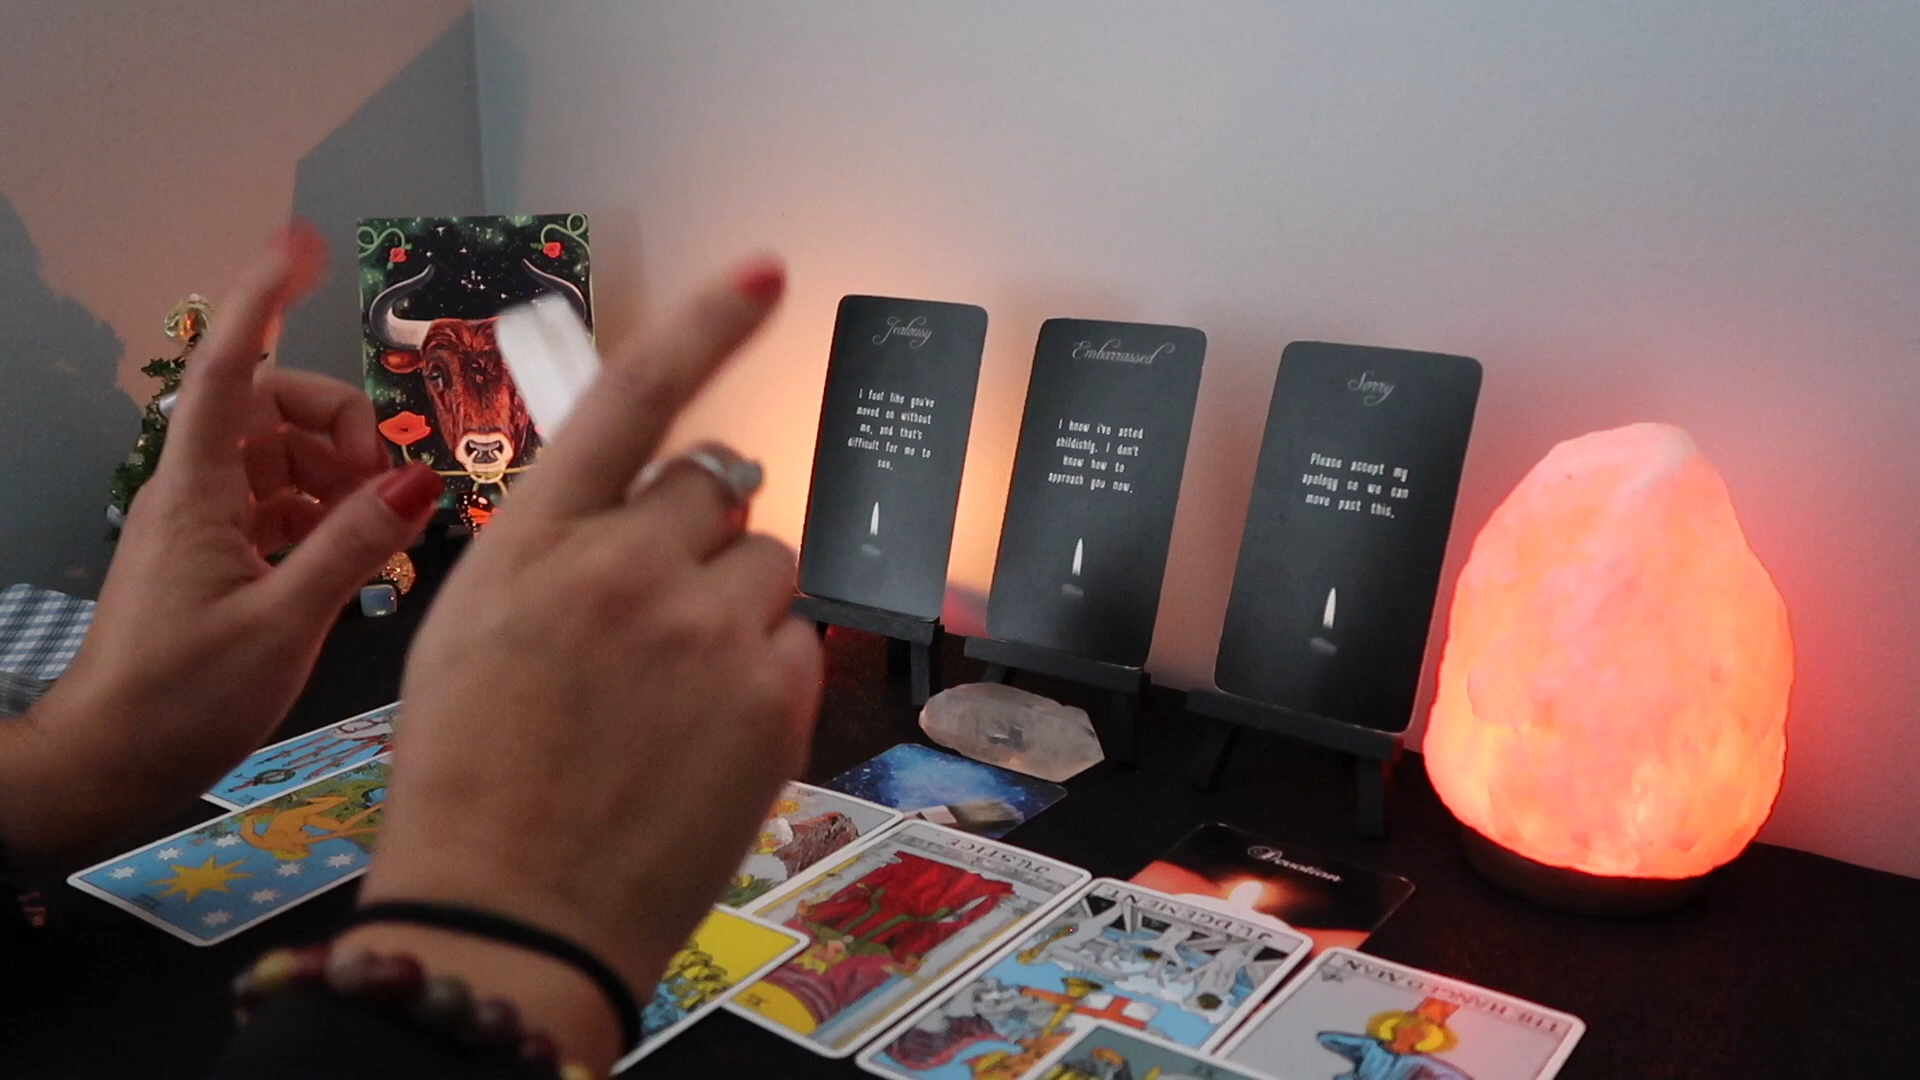 Jealousy
I feel like you've
moved on without
me, and that's
difficult for me to
see.
Embarrassed
I know i've acted
childishly. I don't
know how to
approach you now.
Sorry
Please accept my
apology so we can
move past this.
Devotion
JUSTICE
JUDGEMENT
THE HANGED MAN
XI